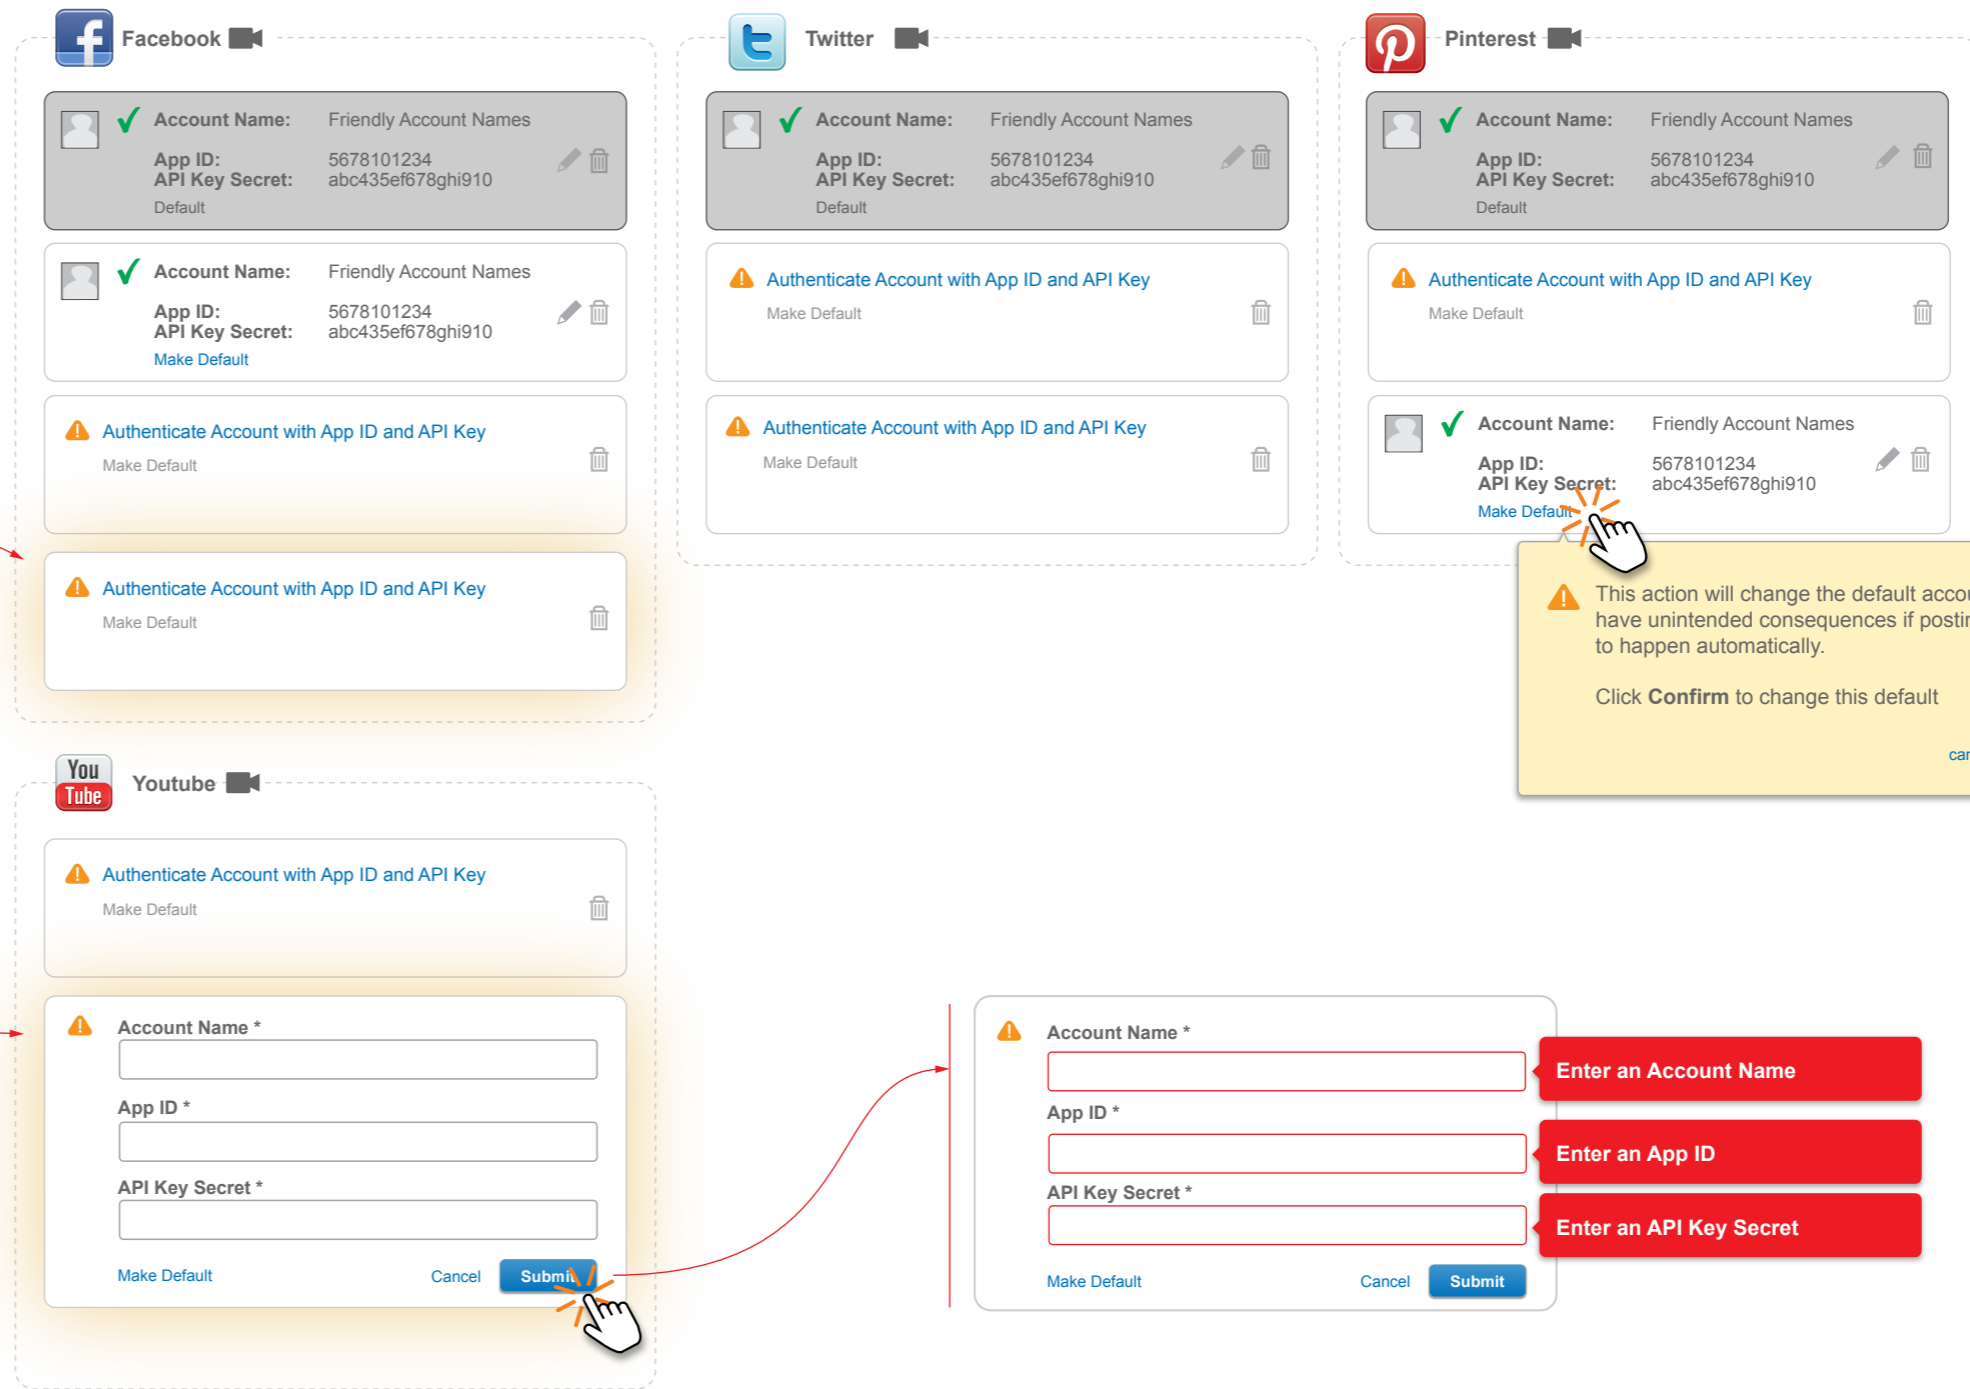 Facebook
Account Name: Friendly Account Names
App ID: 5678101234
API Key Secret: abc435ef678ghi910
Default
Account Name: Friendly Account Names
App ID: 5678101234
API Key Secret: abc435ef678ghi910
Make Default
Authenticate Account with App ID and API Key
Make Default
Authenticate Account with App ID and API Key
Make Default
Twitter
Account Name: Friendly Account Names
App ID: 5678101234
API Key Secret: abc435ef678ghi910
Default
Authenticate Account with App ID and API Key
Make Default
Authenticate Account with App ID and API Key
Make Default
Pinterest
Account Name: Friendly Account Names
App ID: 5678101234
API Key Secret: abc435ef678ghi910
Default
Authenticate Account with App ID and API Key
Make Default
Account Name: Friendly Account Names
App ID: 5678101234
API Key Secret: abc435ef678ghi910
Make Default
This action will change the default
have unintended consequences if
to happen automatically.
Click Confirm to change this default
You
Tube
Youtube
Authenticate Account with App ID and API Key
Make Default
Account Name *
App ID *
API Key Secret *
Make Default Cancel Submit
Account Name *
Enter an Account Name
App ID *
Enter an App ID
API Key Secret *
Enter an API Key Secret
Make Default Cancel Submit